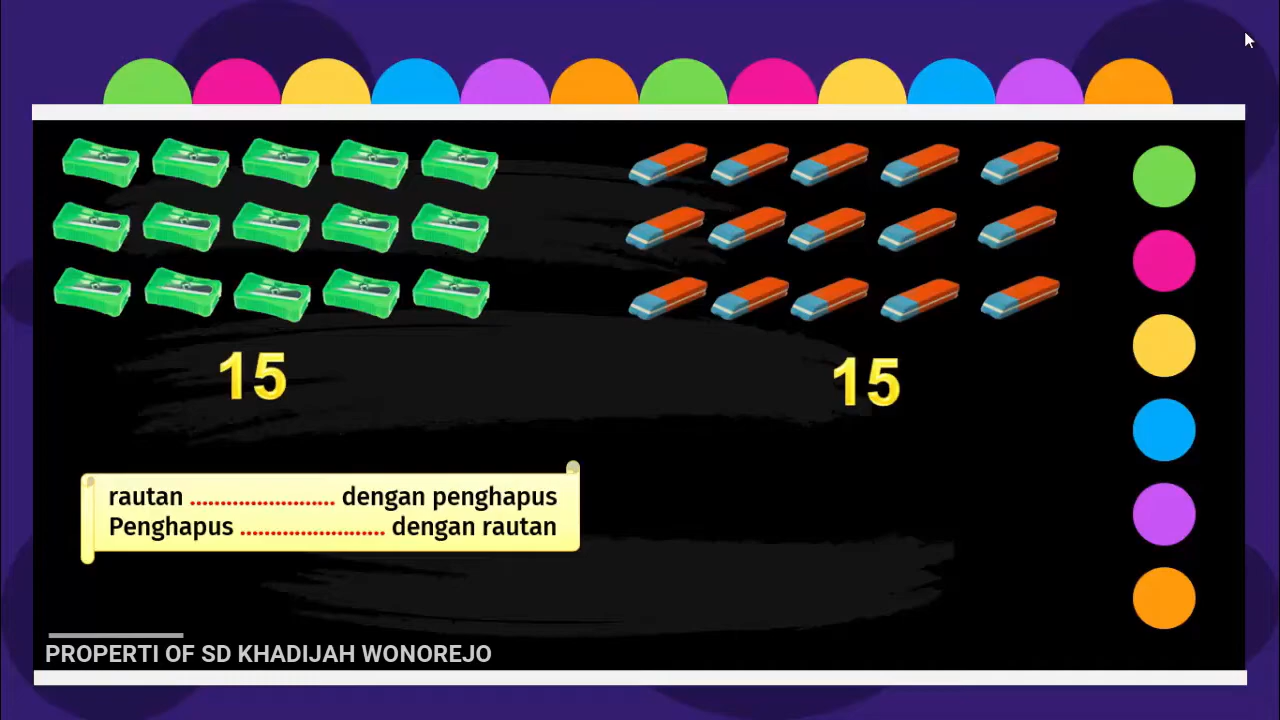 15
15
rautan ........................ dengan penghapus
Penghapus ........................ dengan rautan
PROPERTI OF SD KHADIJAH WONOREJO